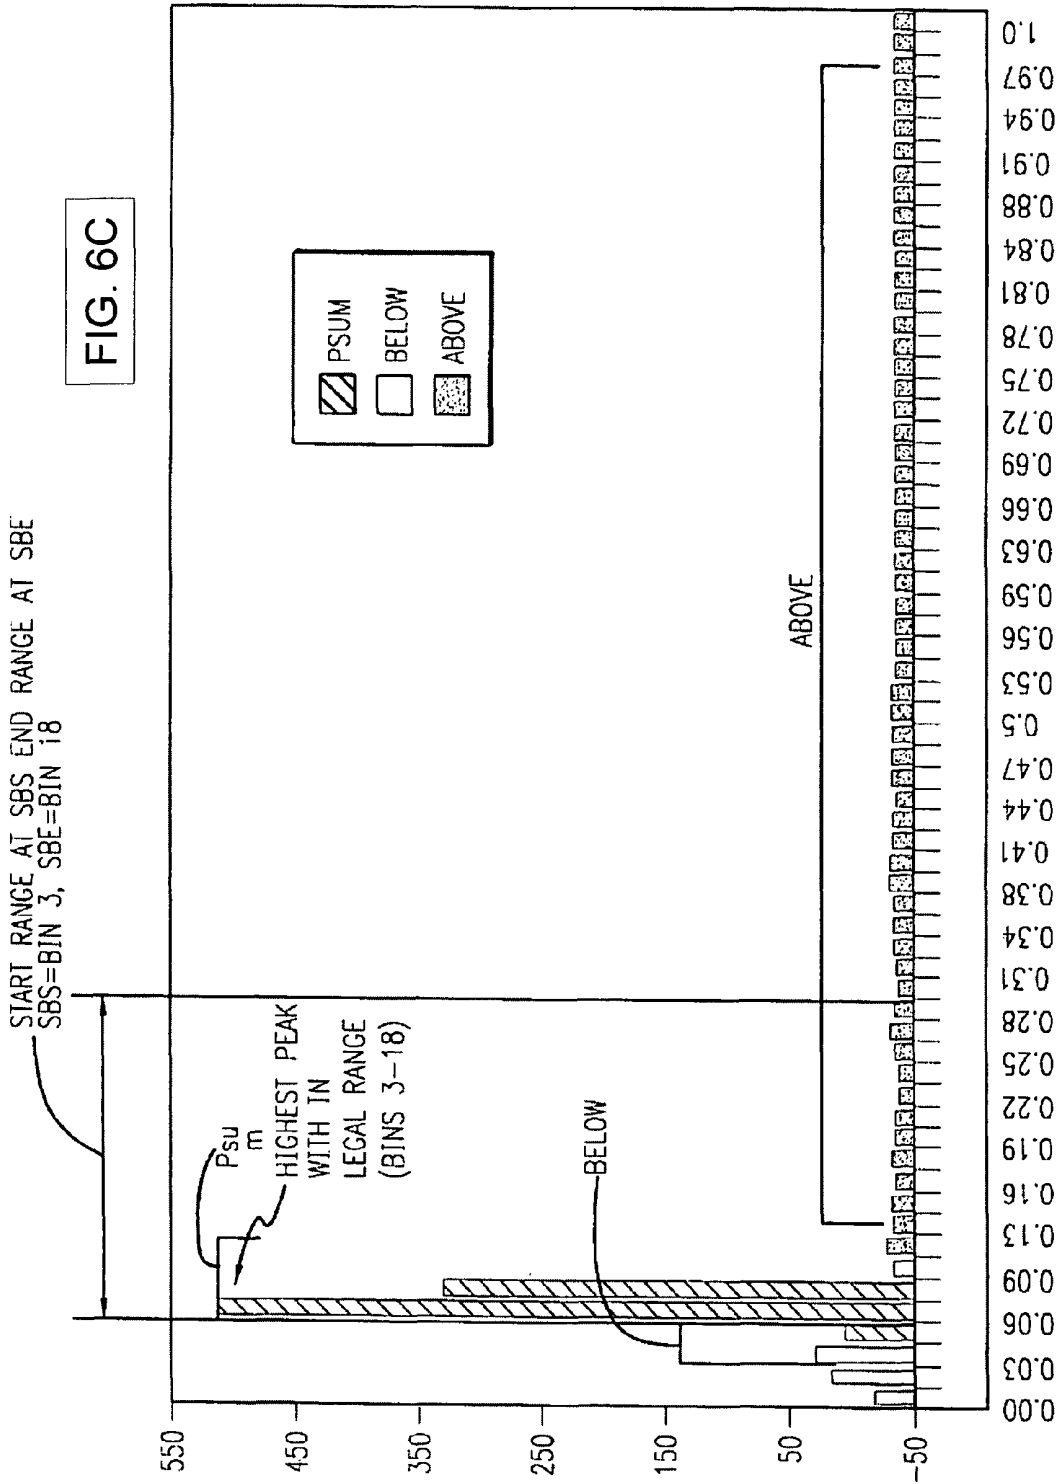 FIG. 6C
START RANGE AT SBS END RANGE AT SBE
SBS=BIN 3, SBE=BIN 18
PSUM
BELOW
ABOVE
Psu
m
HIGHEST PEAK
WITH IN
LEGAL RANGE
(BINS 3-18)
BELOW
ABOVE
550
450
350
250
150
50
-50
0.00
0.03
0.06
0.09
0.13
0.16
0.19
0.22
0.25
0.28
0.31
0.34
0.38
0.41
0.44
0.47
0.5
0.53
0.56
0.59
0.63
0.66
0.69
0.72
0.75
0.78
0.81
0.84
0.88
0.91
0.94
0.97
1.0